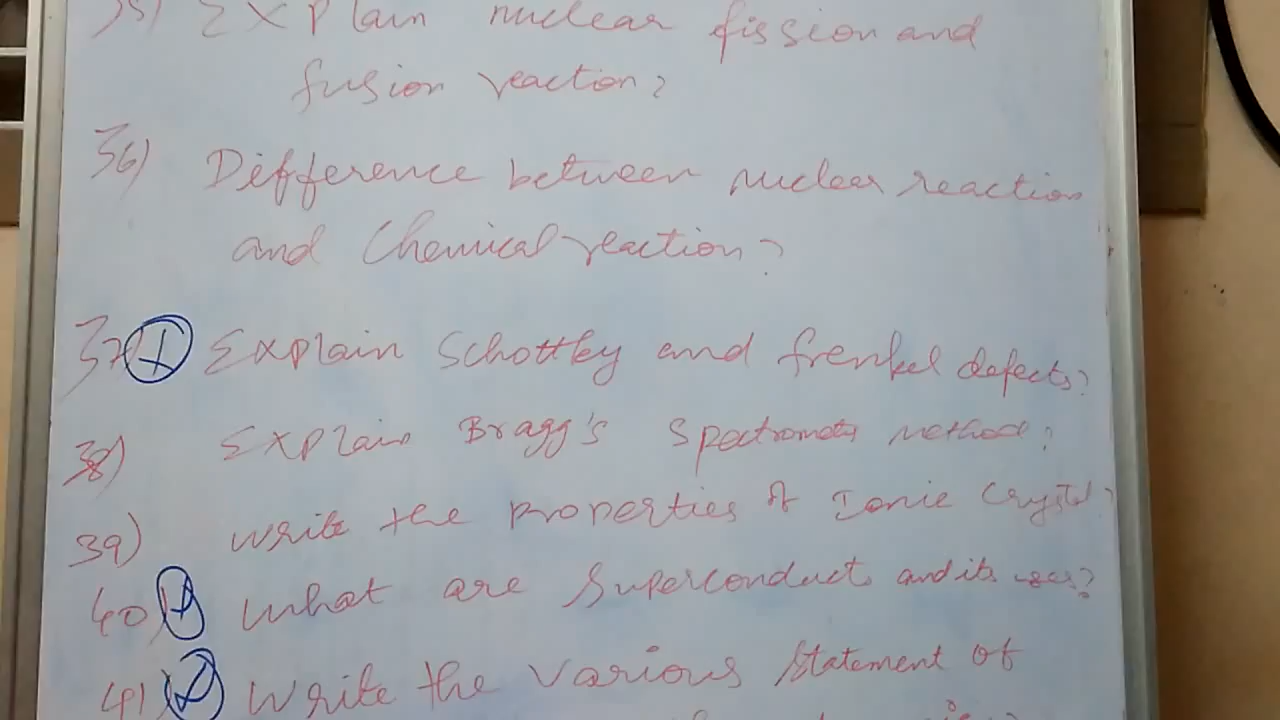 35) Explain nuclear fission and
fusion reaction?
36) Difference between nuclear reaction
and Chemical reaction?
37) Explain Schottky and frenkel defects?
38) Explain Bragg's Spectrometer method?
39) Write the properties of Ionic Crystal?
40) What are Superconductors and its uses?
41) Write the various statement of